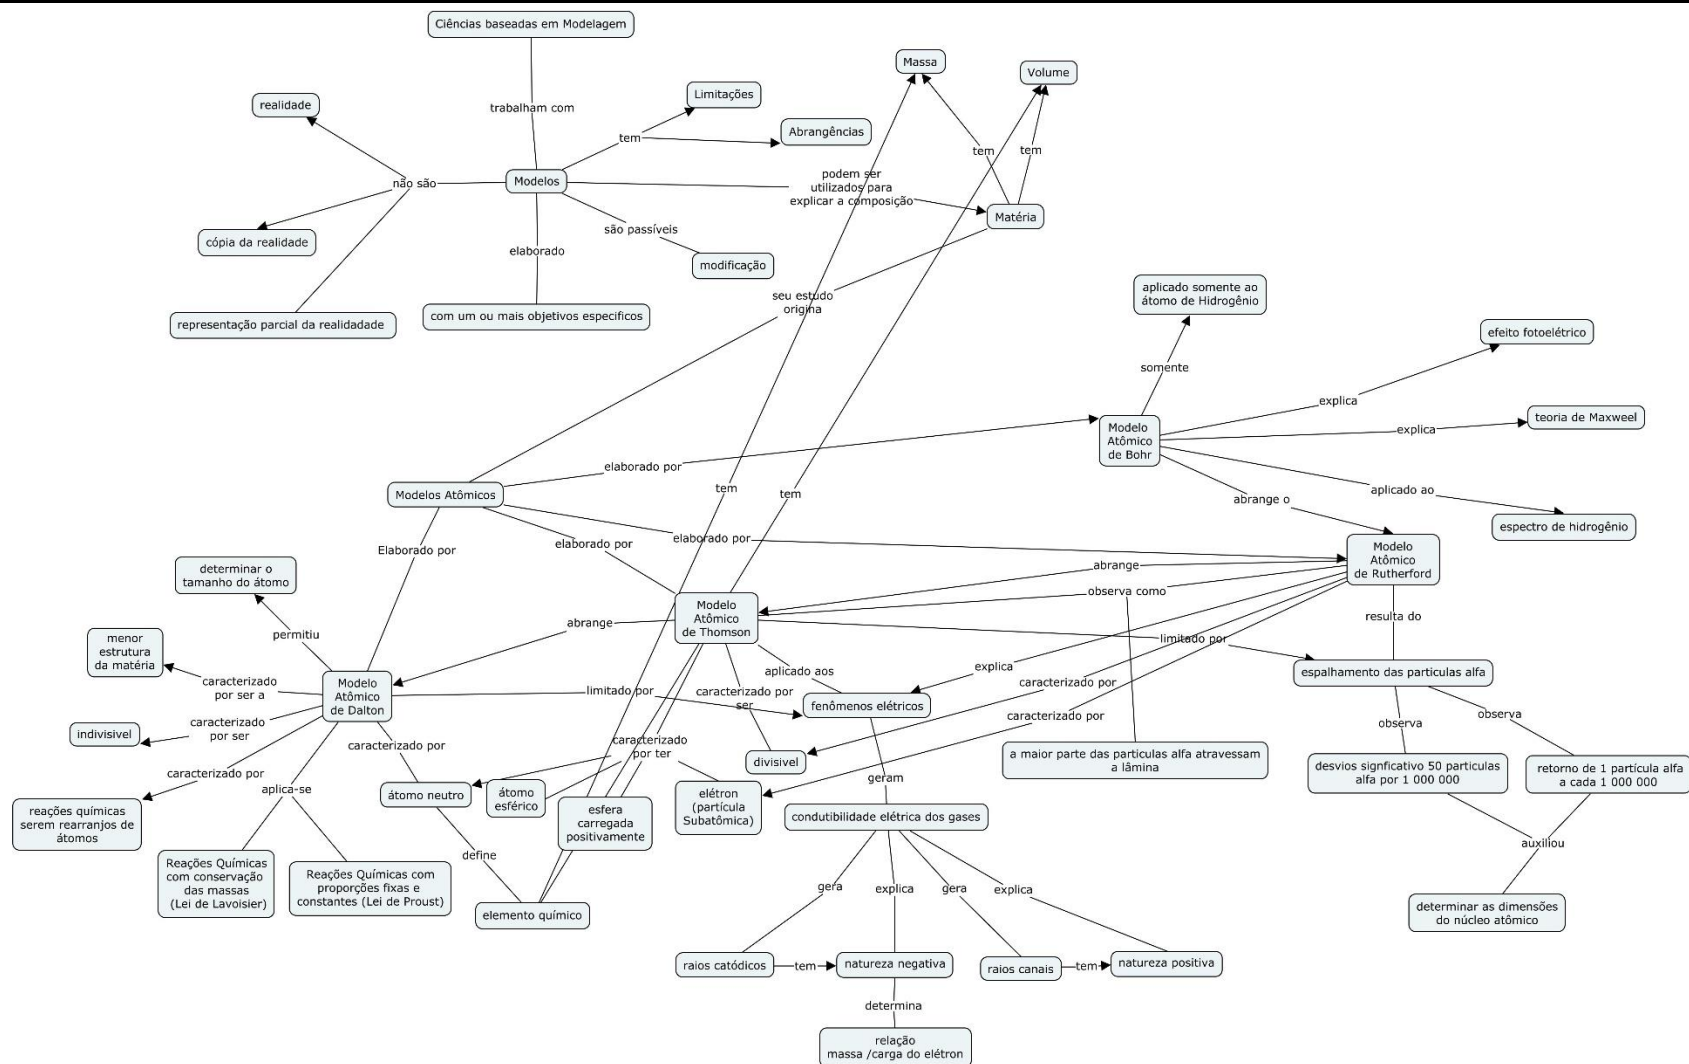 Ciências baseadas em Modelagem
Massa
Volume
realidade
Limitações
trabalham com
Abrangências
tem
tem
tem
podem ser
utilizados para
explicar a composição
não são
Modelos
Matéria
são passíveis
cópia da realidade
elaborado
modificação
seu estudo
origina
representação parcial da realidadade
com um ou mais objetivos especificos
aplicado somente ao
átomo de Hidrogênio
efeito fotoelétrico
somente
explica
teoria de Maxweel
Modelo
Atômico
de Bohr
explica
elaborado por
Modelos Atômicos
tem
tem
aplicado ao
abrange o
espectro de hidrogênio
Elaborado por
elaborado por
elaborado por
Modelo
Atômico
de Rutherford
determinar o
tamanho do átomo
abrange
observa como
Modelo
Atômico
de Thomson
resulta do
abrange
permitiu
menor
estrutura
da matéria
limitado por
explica
aplicado aos
espalhamento das particulas alfa
caracterizado
por ser a
Modelo
Atômico
de Dalton
limitado por
caracterizado por
ser
caracterizado por
fenômenos elétricos
caracterizado por
indivisivel
caracterizado
por ser
observa
observa
caracterizado por
caracterizado
por ter
divisivel
a maior parte das particulas alfa atravessam
a lâmina
desvios signficativo 50 particulas
alfa por 1 000 000
retorno de 1 partícula alfa
a cada 1 000 000
caracterizado por
aplica-se
geram
átomo neutro
átomo
esférico
elétron
(partícula
Subatômica)
reações químicas
serem rearranjos de
átomos
esfera
carregada
positivamente
condutibilidade elétrica dos gases
auxiliou
define
Reações Químicas
com conservação
das massas
(Lei de Lavoisier)
Reações Químicas com
proporções fixas e
constantes (Lei de Proust)
gera
explica
gera
explica
elemento químico
determinar as dimensões
do núcleo atômico
raios catódicos
tem
natureza negativa
raios canais
tem
natureza positiva
determina
relação
massa /carga do elétron